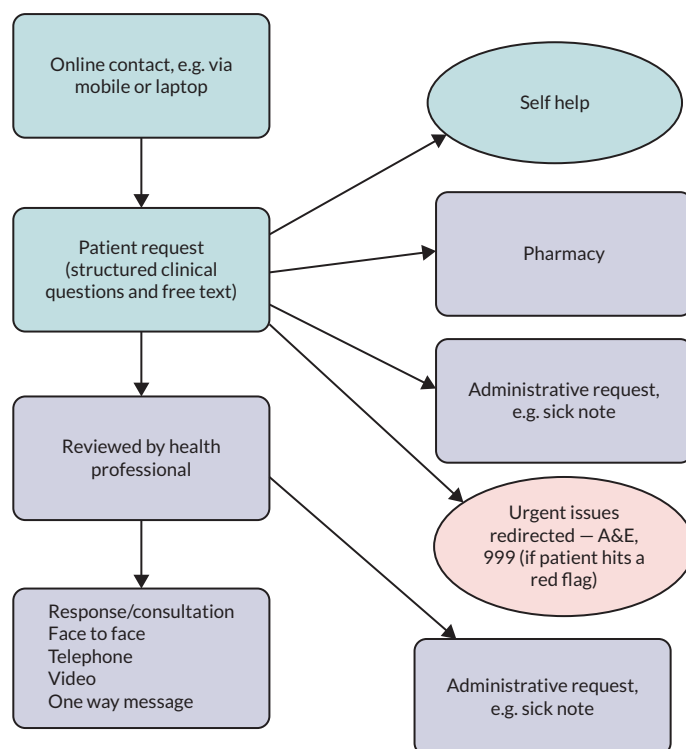 Online contact, e.g. via
mobile or laptop
Self help
Patient request
(structured clinical
questions and free text)
Pharmacy
Administrative request,
e.g. sick note
Reviewed by health
professional
Urgent issues
redirected — A&E,
999 (if patient hits a
red flag)
Response/consultation
Face to face
Telephone
Video
One way message
Administrative request,
e.g. sick note